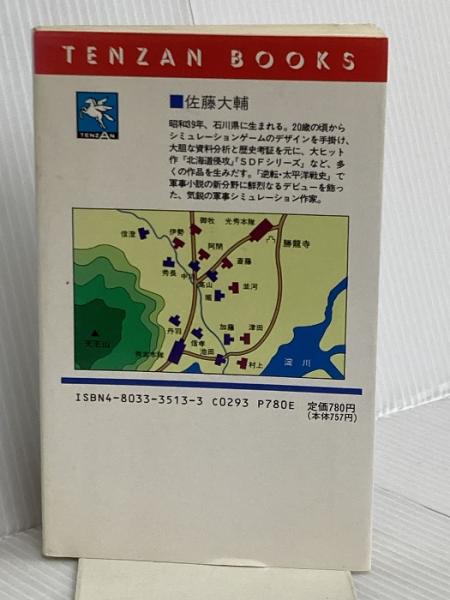 TENZAN BOOKS
TENZAN
■佐藤大輔
昭和39年、石川県に生まれる。20歳の頃から
シミュレーションゲームのデザインを手掛け、
大胆な資料分析と歴史考証を元に、大ヒット
作「北海道侵攻」「SDFシリーズ」など、多
くの作品を生みだす。「逆転・太平洋戦史」で
軍事小説の新分野に鮮烈なるデビューを飾っ
た、気鋭の軍事シミュレーション作家。
御牧 光秀本隊
信澄 伊勢
阿閉 勝龍寺
斎藤
秀長 中川
高山 並河
堀
丹羽 加藤 津田
信孝
天王山 秀吉本隊 池田
村上 淀川
ISBN4-8033-3513-3 C0293 P780E 定価780円
(本体757円)